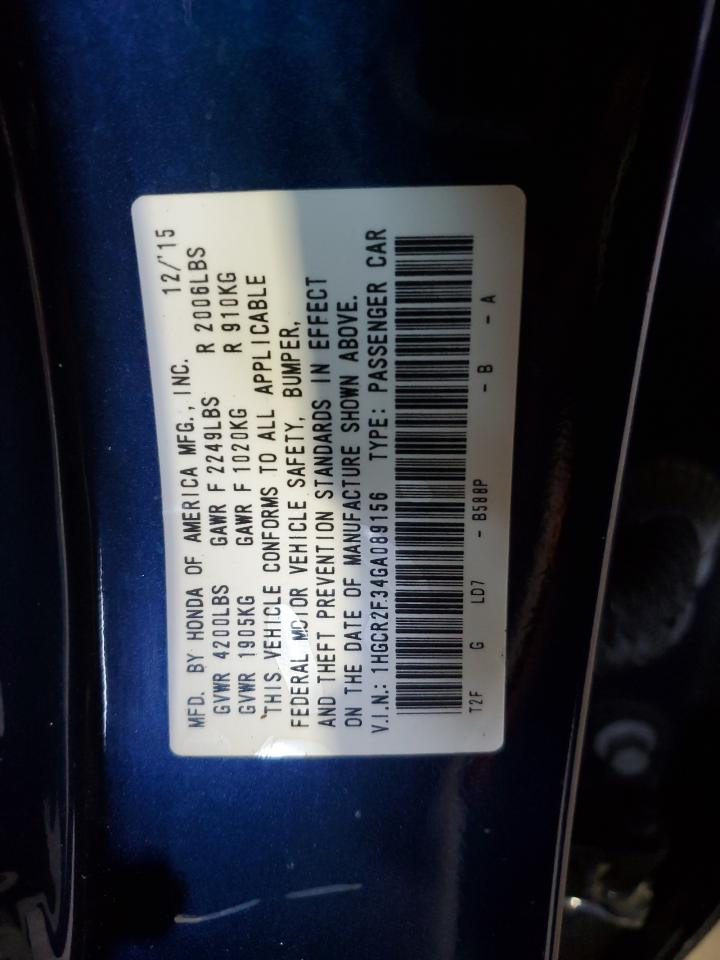 MFD. BY HONDA OF AMERICA MFG., INC. 12/'15
GVWR 4200LBS GAWR F 2249LBS R 2006LBS
GVWR 1905KG GAWR F 1020KG R 910KG
THIS VEHICLE CONFORMS TO ALL APPLICABLE
FEDERAL MOTOR VEHICLE SAFETY, BUMPER,
AND THEFT PREVENTION STANDARDS IN EFFECT
ON THE DATE OF MANUFACTURE SHOWN ABOVE.
V.I.N.: 1HGCR2F34GA089156 TYPE: PASSENGER CAR
T2F G LD7 - B588P - B - A